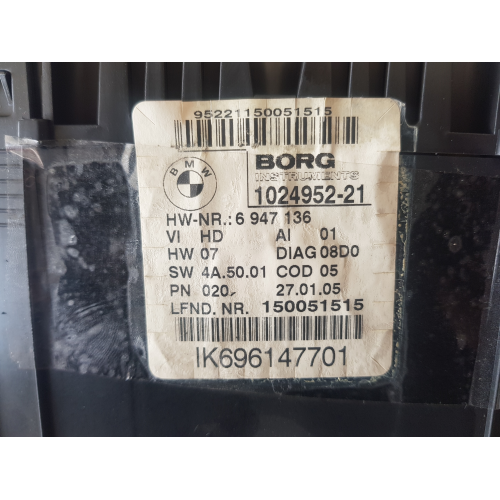 95221150051515
BMW
BORG
INSTRUMENTS
1024952-21
HW-NR.: 6 947 136
VI HD AI 01
HW 07 DIAG 08D0
SW 4A.50.01 COD 05
PN 020- 27.01.05
LFND. NR. 150051515
IK696147701